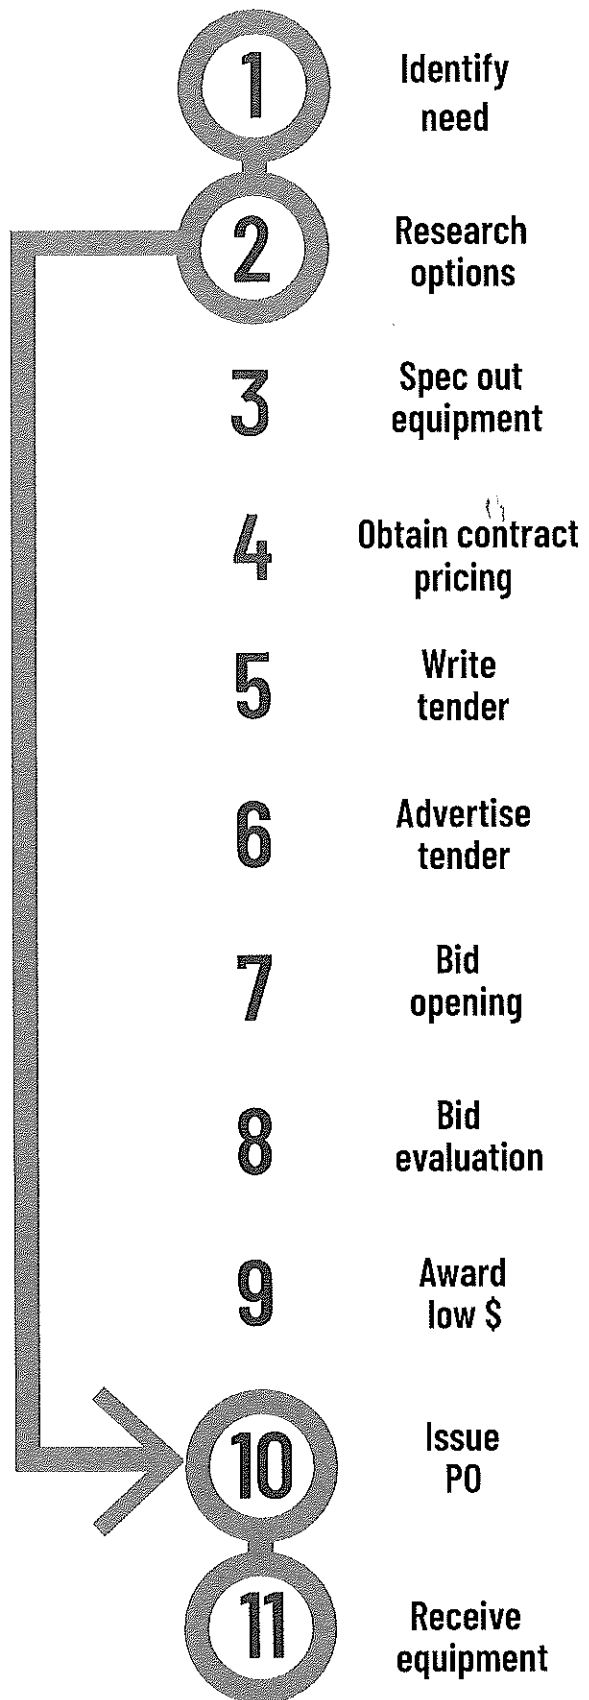 1
Identify
need
2
Research
options
3
Spec out
equipment
4
Obtain contract
pricing
5
Write
tender
6
Advertise
tender
7
Bid
opening
8
Bid
evaluation
9
Award
low $
10
Issue
PO
11
Receive
equipment